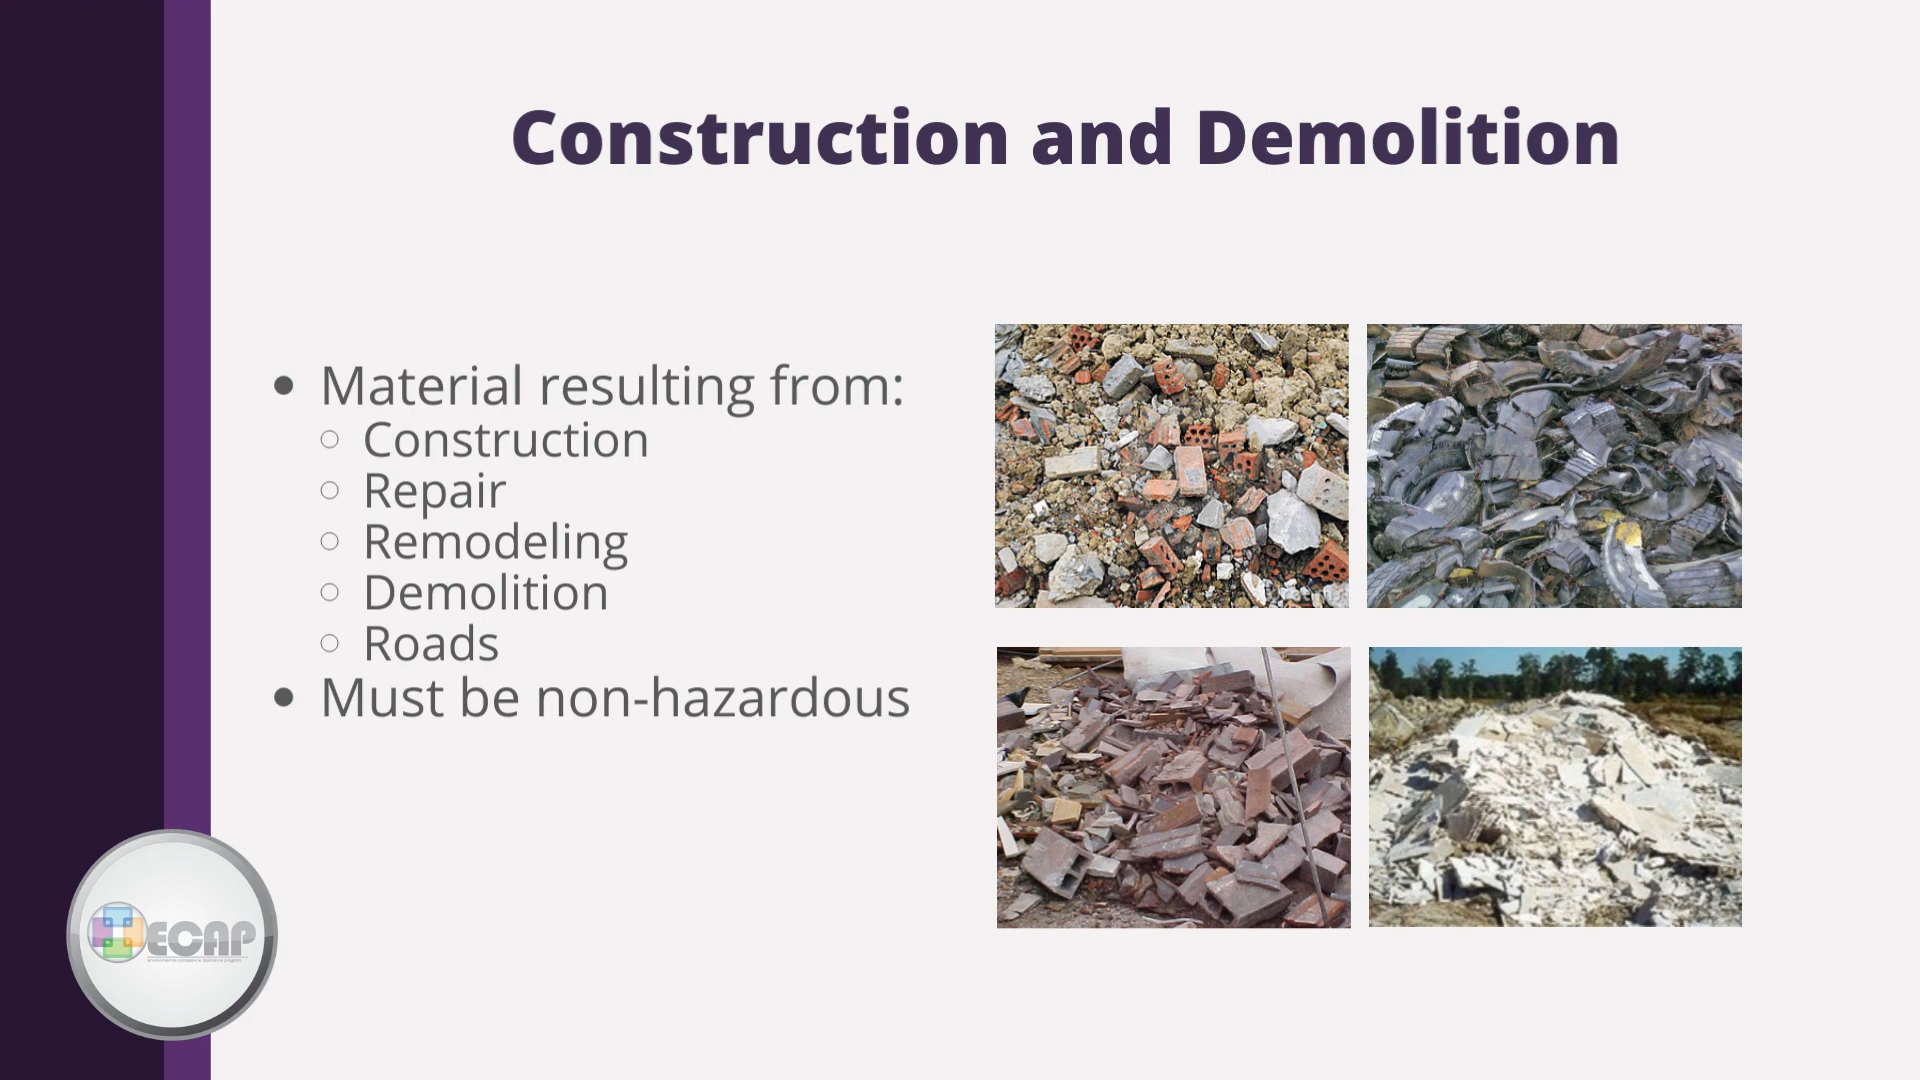 Construction and Demolition
Material resulting from:
Construction
Repair
Remodeling
Demolition
Roads
Must be non-hazardous
ECAP